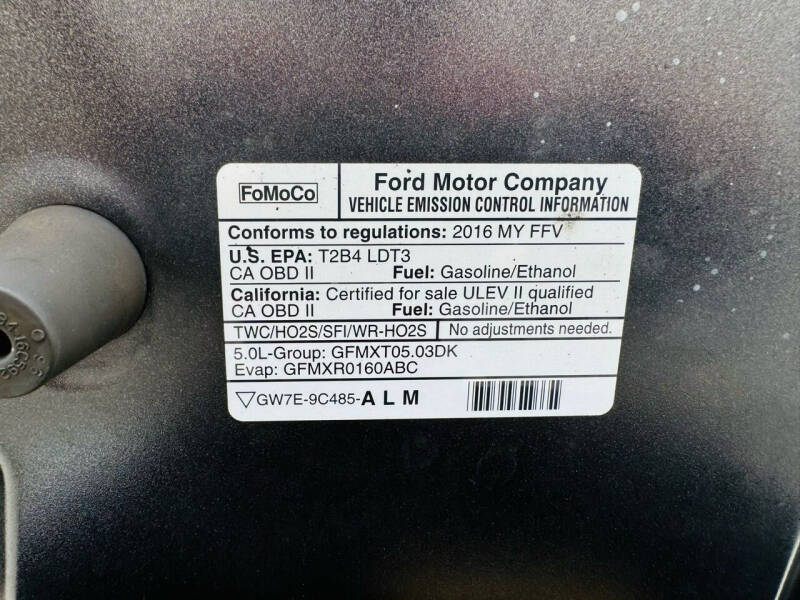 FoMoCo
Ford Motor Company
VEHICLE EMISSION CONTROL INFORMATION
Conforms to regulations: 2016 MY FFV
U.S. EPA: T2B4 LDT3
CA OBD II Fuel: Gasoline/Ethanol
California: Certified for sale ULEV II qualified
CA OBD II Fuel: Gasoline/Ethanol
TWC/HO2S/SFI/WR-HO2S No adjustments needed.
5.0L-Group: GFMXT05.03DK
Evap: GFMXR0160ABC
GW7E-9C485-A L M